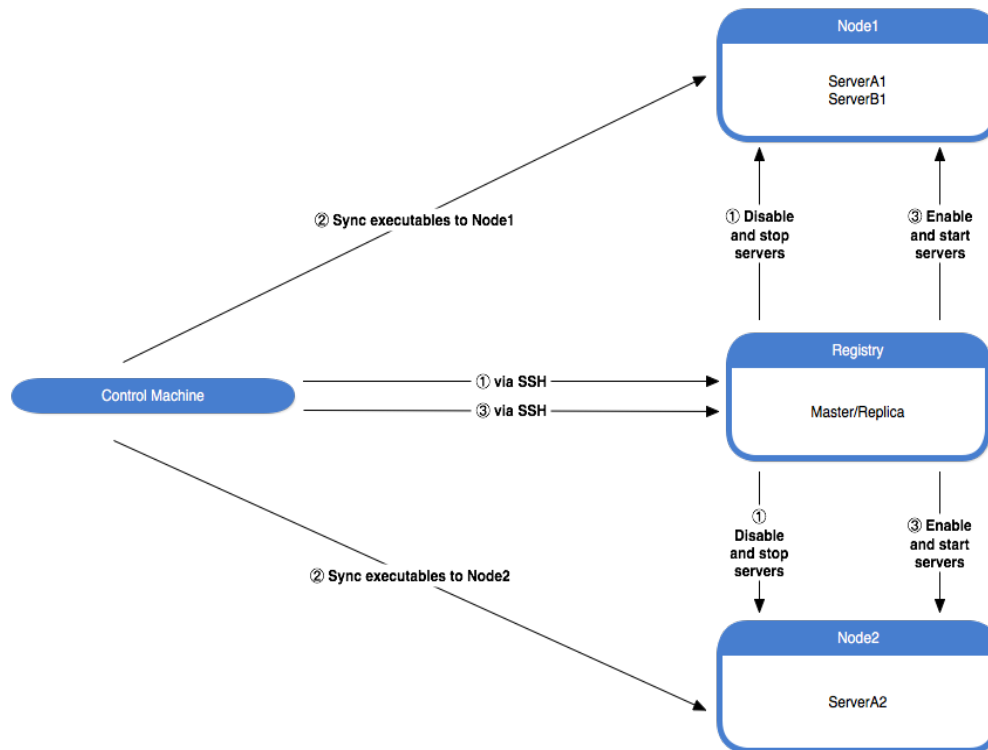 Node1
ServerA1
ServerB1
② Sync executables to Node1
① Disable
and stop
servers
③ Enable
and start
servers
Registry
Master/Replica
Control Machine
① via SSH
③ via SSH
①
Disable
and stop
servers
③ Enable
and start
servers
② Sync executables to Node2
Node2
ServerA2